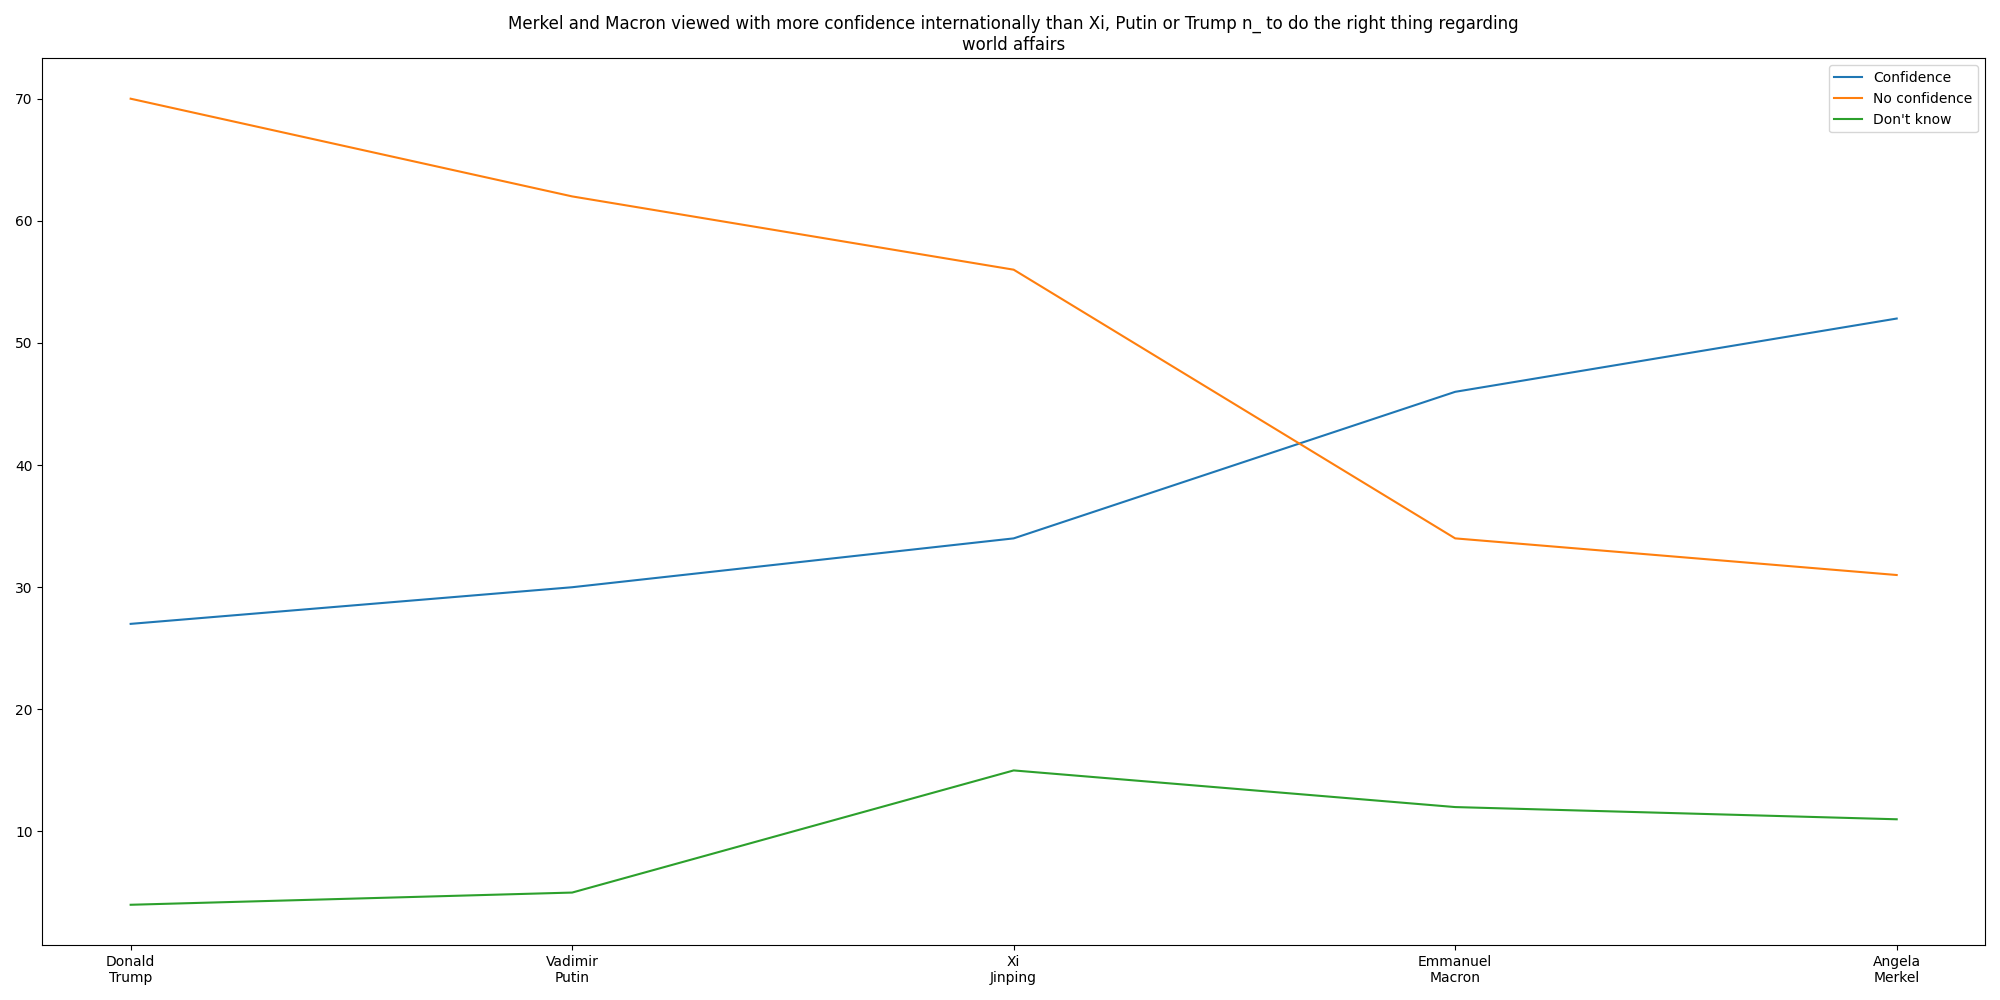 Merkel and Macron viewed with more confidence internationally than Xi, Putin or Trump n_ to do the right thing regarding
world affairs
Confidence
No confidence
Don't know
70
60
50
40
30
20
10
Donald
Trump
Vadimir
Putin
Xi
Jinping
Emmanuel
Macron
Angela
Merkel